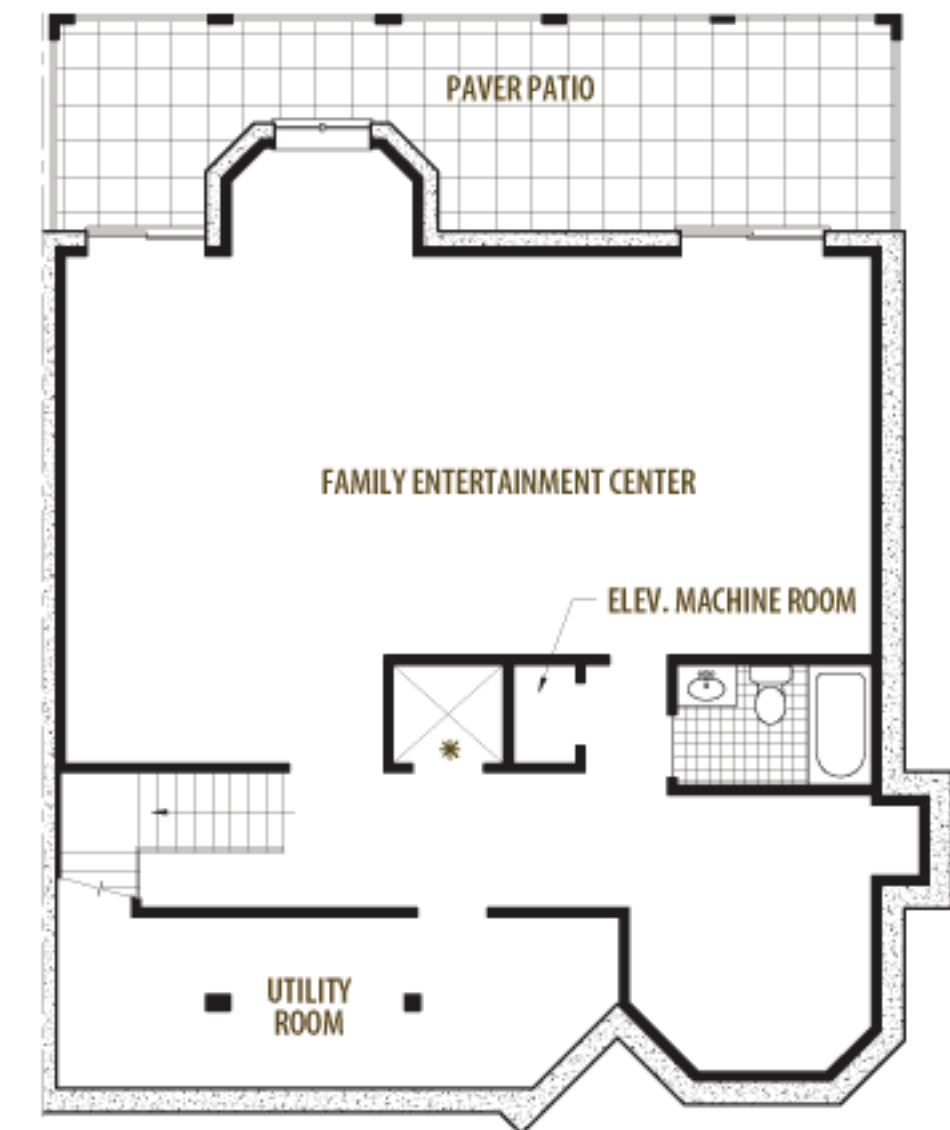 PAVER PATIO
FAMILY ENTERTAINMENT CENTER
ELEV. MACHINE ROOM
UTILITY
ROOM